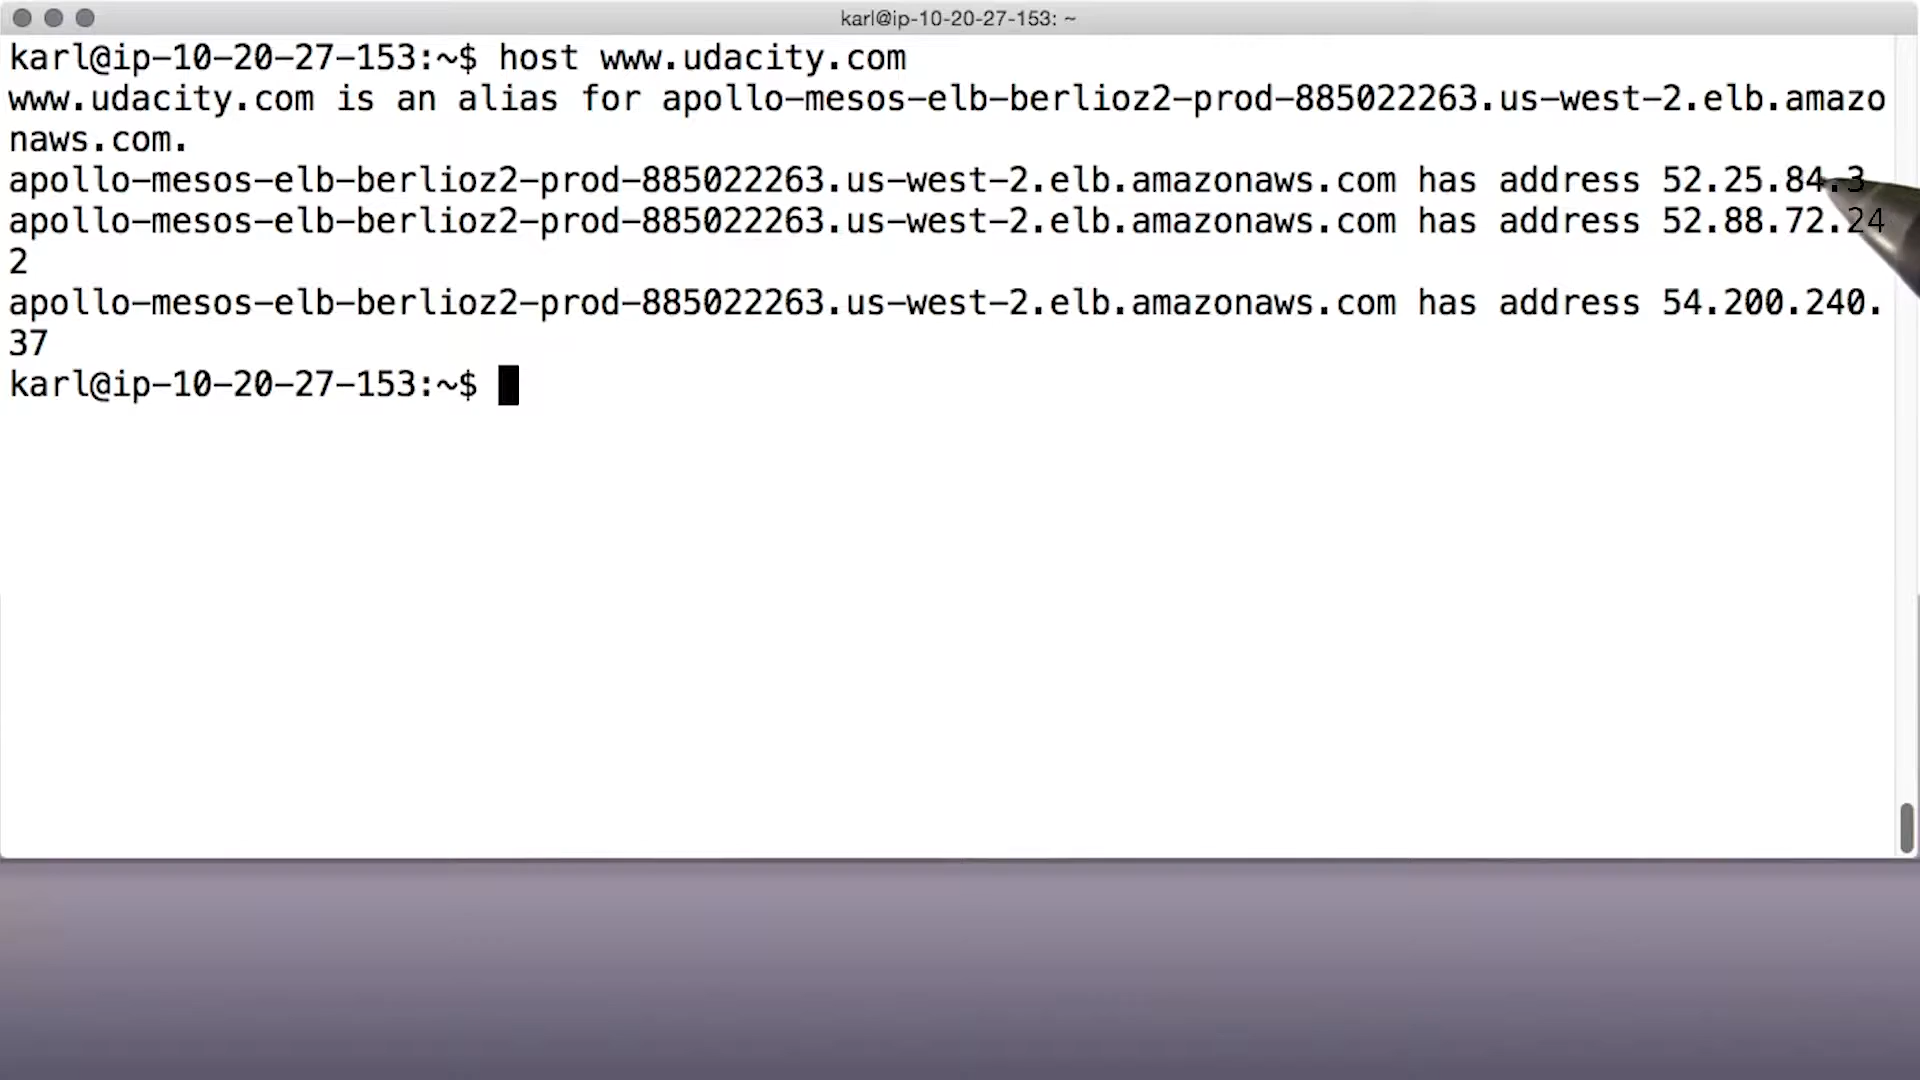 karl@ip-10-20-27-153: ~
karl@ip-10-20-27-153:~$ host www.udacity.com
www.udacity.com is an alias for apollo-mesos-elb-berlioz2-prod-885022263.us-west-2.elb.amazo
naws.com.
apollo-mesos-elb-berlioz2-prod-885022263.us-west-2.elb.amazonaws.com has address 52.25.84.3
apollo-mesos-elb-berlioz2-prod-885022263.us-west-2.elb.amazonaws.com has address 52.88.72.24
2
apollo-mesos-elb-berlioz2-prod-885022263.us-west-2.elb.amazonaws.com has address 54.200.240.
37
karl@ip-10-20-27-153:~$